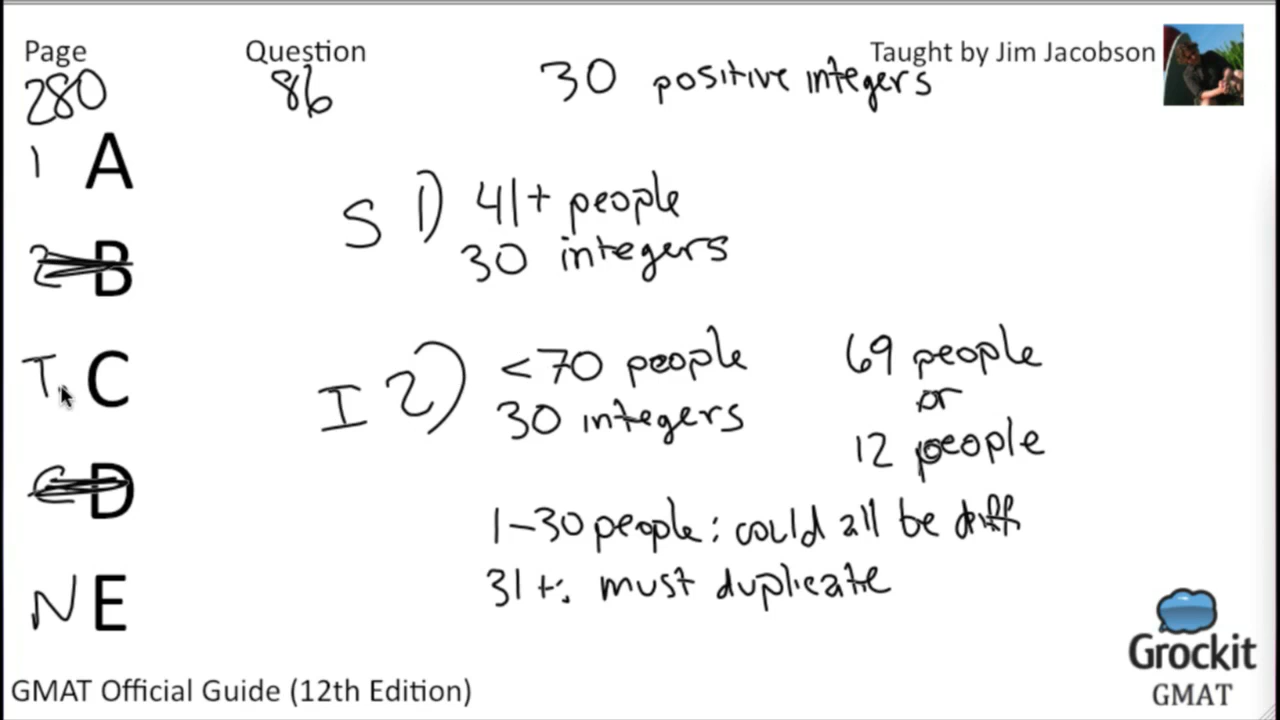 Page Question Taught by Jim Jacobson
280 86 30 positive integers
1 A
S 1) 41+ people
30 integers
2 B
I 2) <70 people 69 people
30 integers or
12 people
T. C
E D
1-30 people: could all be diff
31+: must duplicate
N E
Grockit
GMAT
GMAT Official Guide (12th Edition)